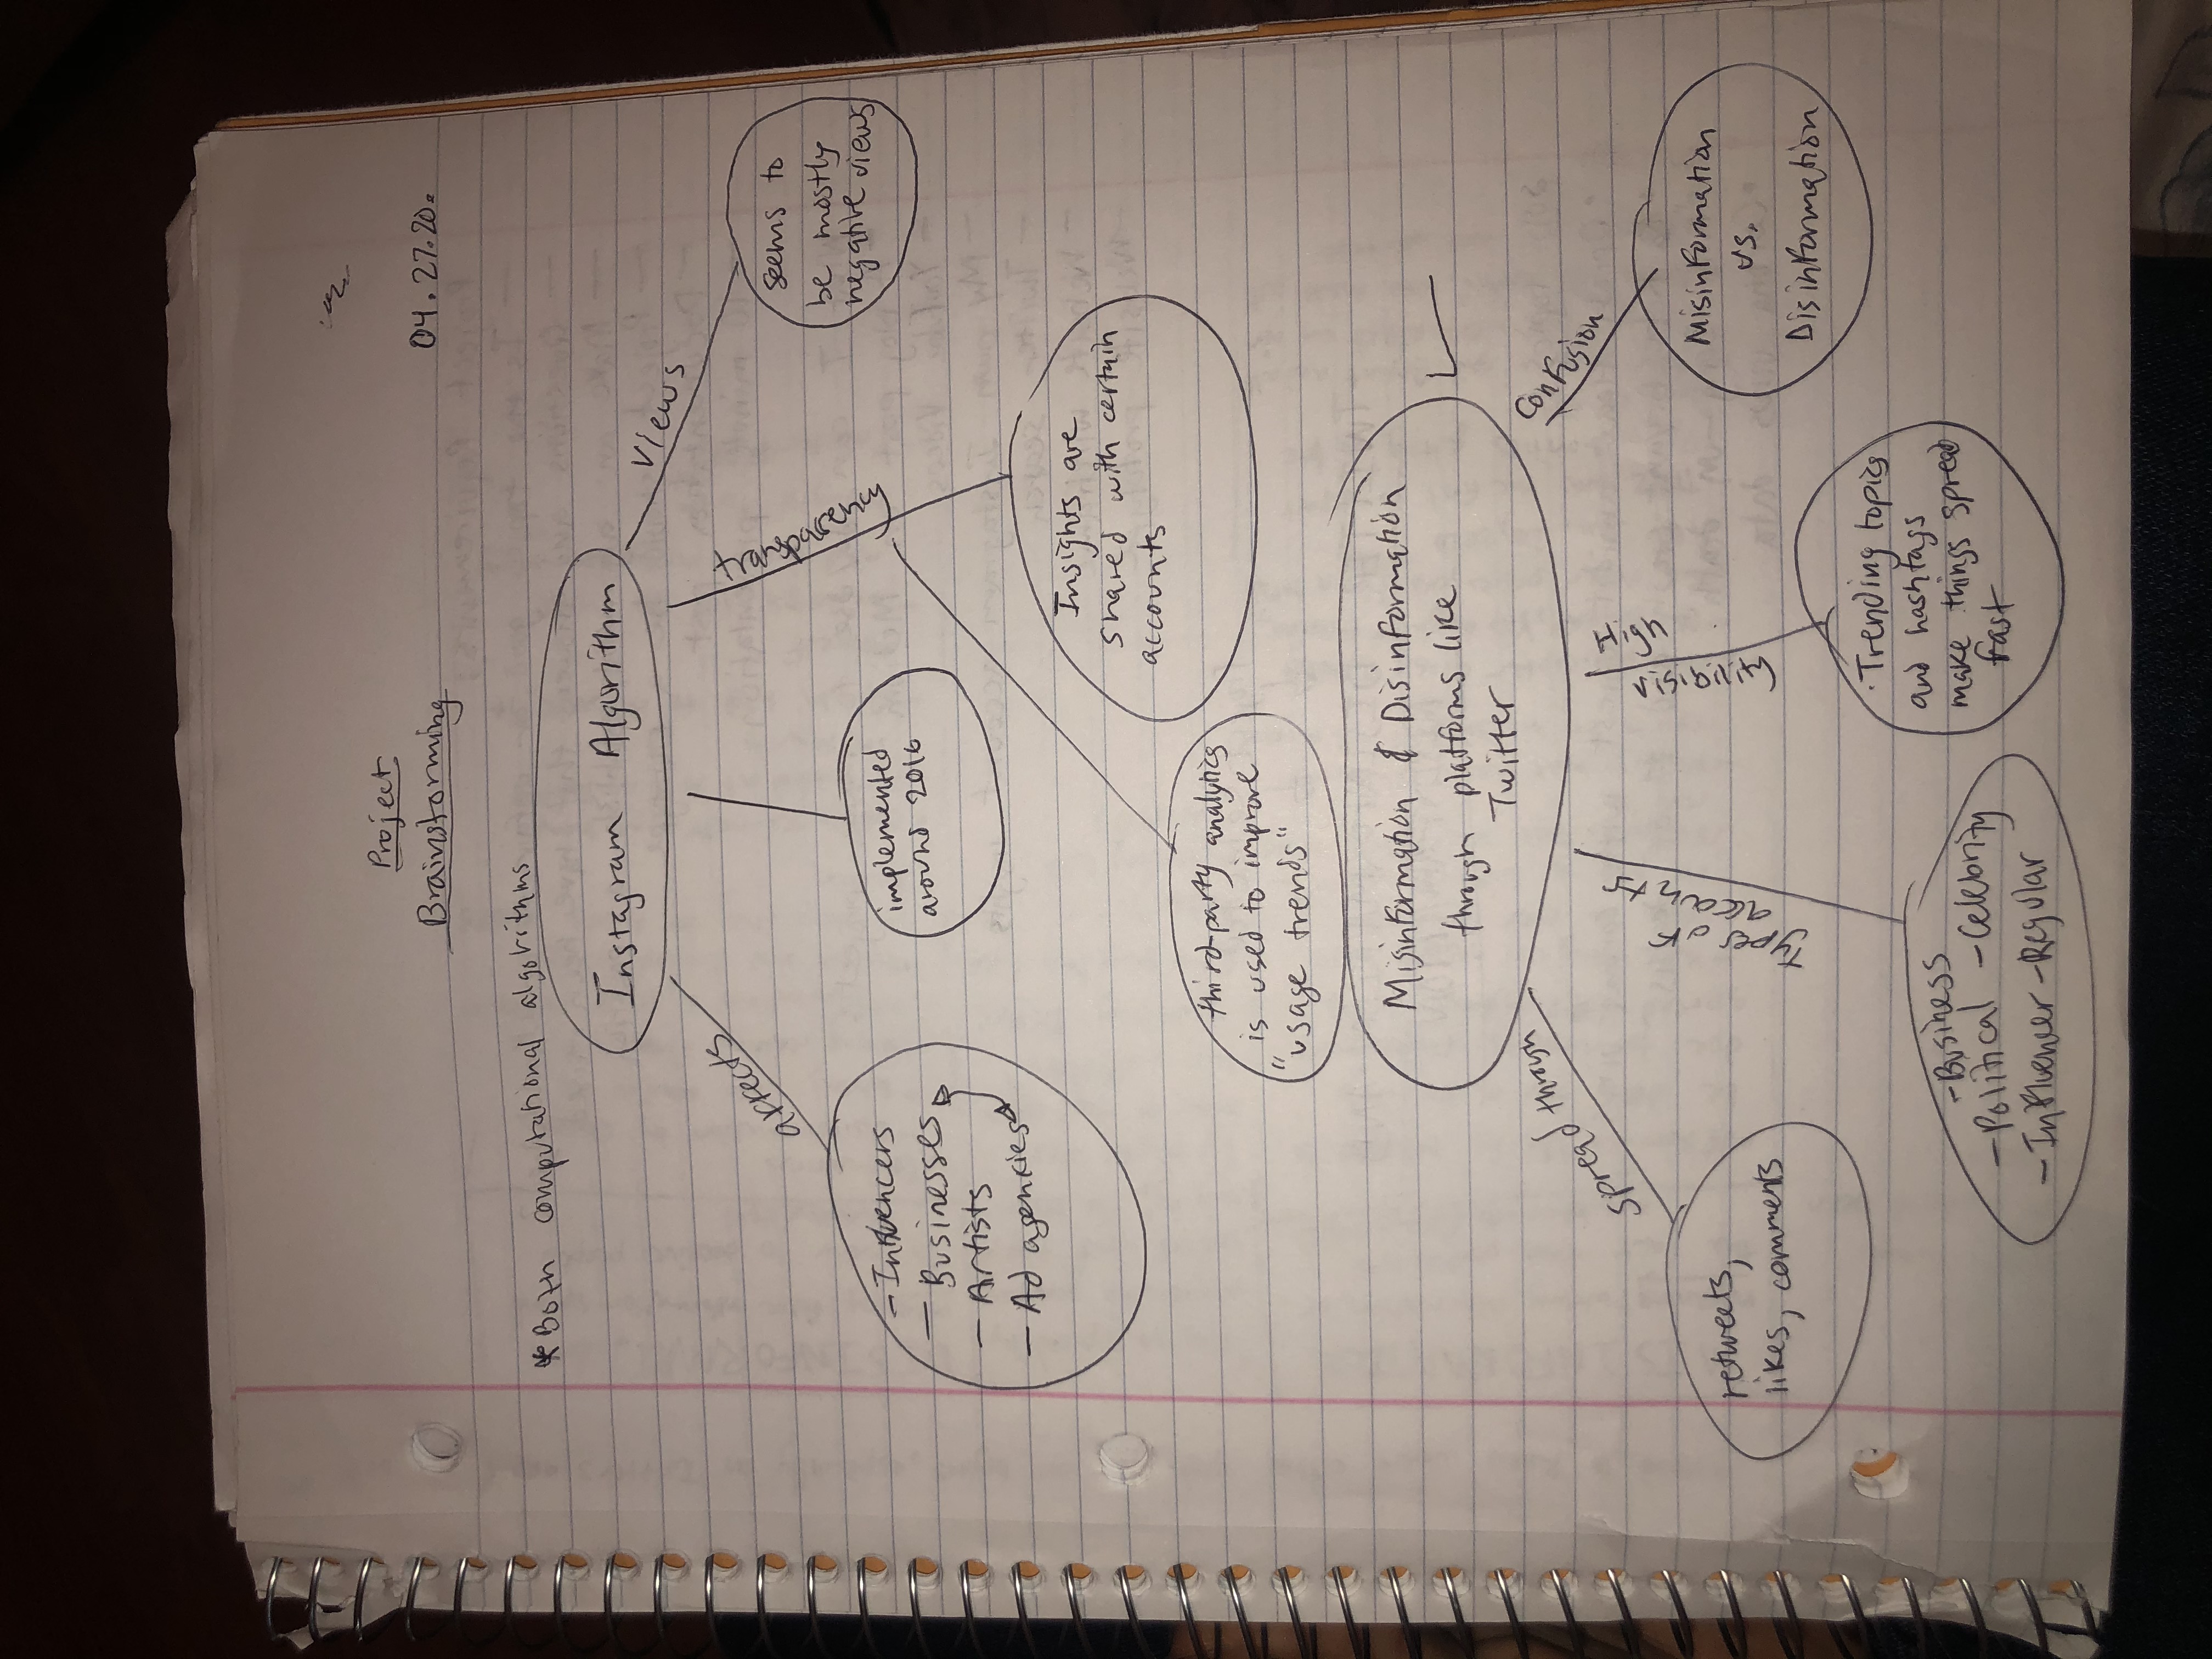 Project
Brainstorming
04.27.20.
*Both computational algorithms
Instagram Algorithm
affects
- Influencers
- Businesses
- Artists
- Ad agencies
implemented
around 2016
transparency
Insights are
shared with certain
accounts
third-party analytics
is used to improve
"usage trends"
views
seems to
be mostly
negative views
Misinformation & Disinformation
through platforms like
Twitter
spread through
retweets,
likes, comments
Types of
accounts
-Business
-Political -Celebrity
-Influencer -Regular
High
visibility
·Trending topics
and hashtags
make things spread
fast
Confusion
Misinformation
vs.
Disinformation